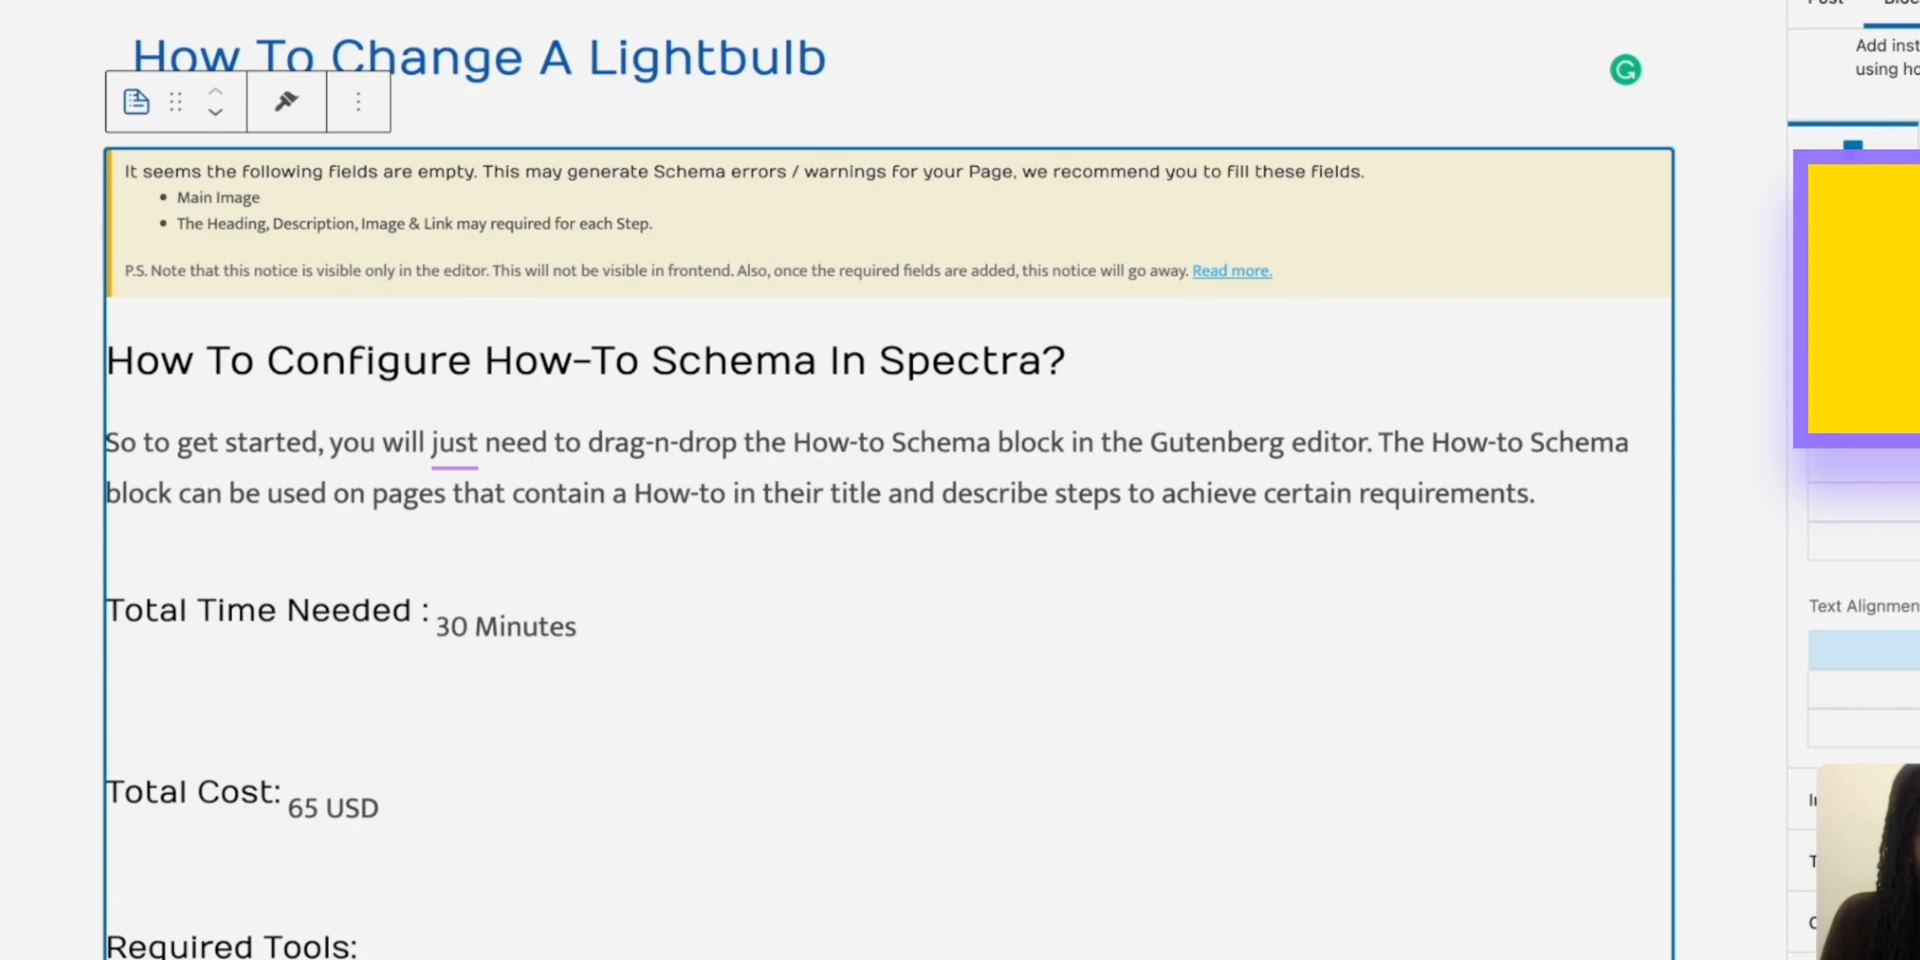 Post
How To Change A Lightbulb
Add inst
using ho
It seems the following fields are empty. This may generate Schema errors / warnings for your Page, we recommend you to fill these fields.
Main Image
The Heading, Description, Image & Link may required for each Step.
P.S. Note that this notice is visible only in the editor. This will not be visible in frontend. Also, once the required fields are added, this notice will go away. Read more.
How To Configure How-To Schema In Spectra?
So to get started, you will just need to drag-n-drop the How-to Schema block in the Gutenberg editor. The How-to Schema
block can be used on pages that contain a How-to in their title and describe steps to achieve certain requirements.
Total Time Needed : 30 Minutes
Text Alignmen
Total Cost: 65 USD
Required Tools: